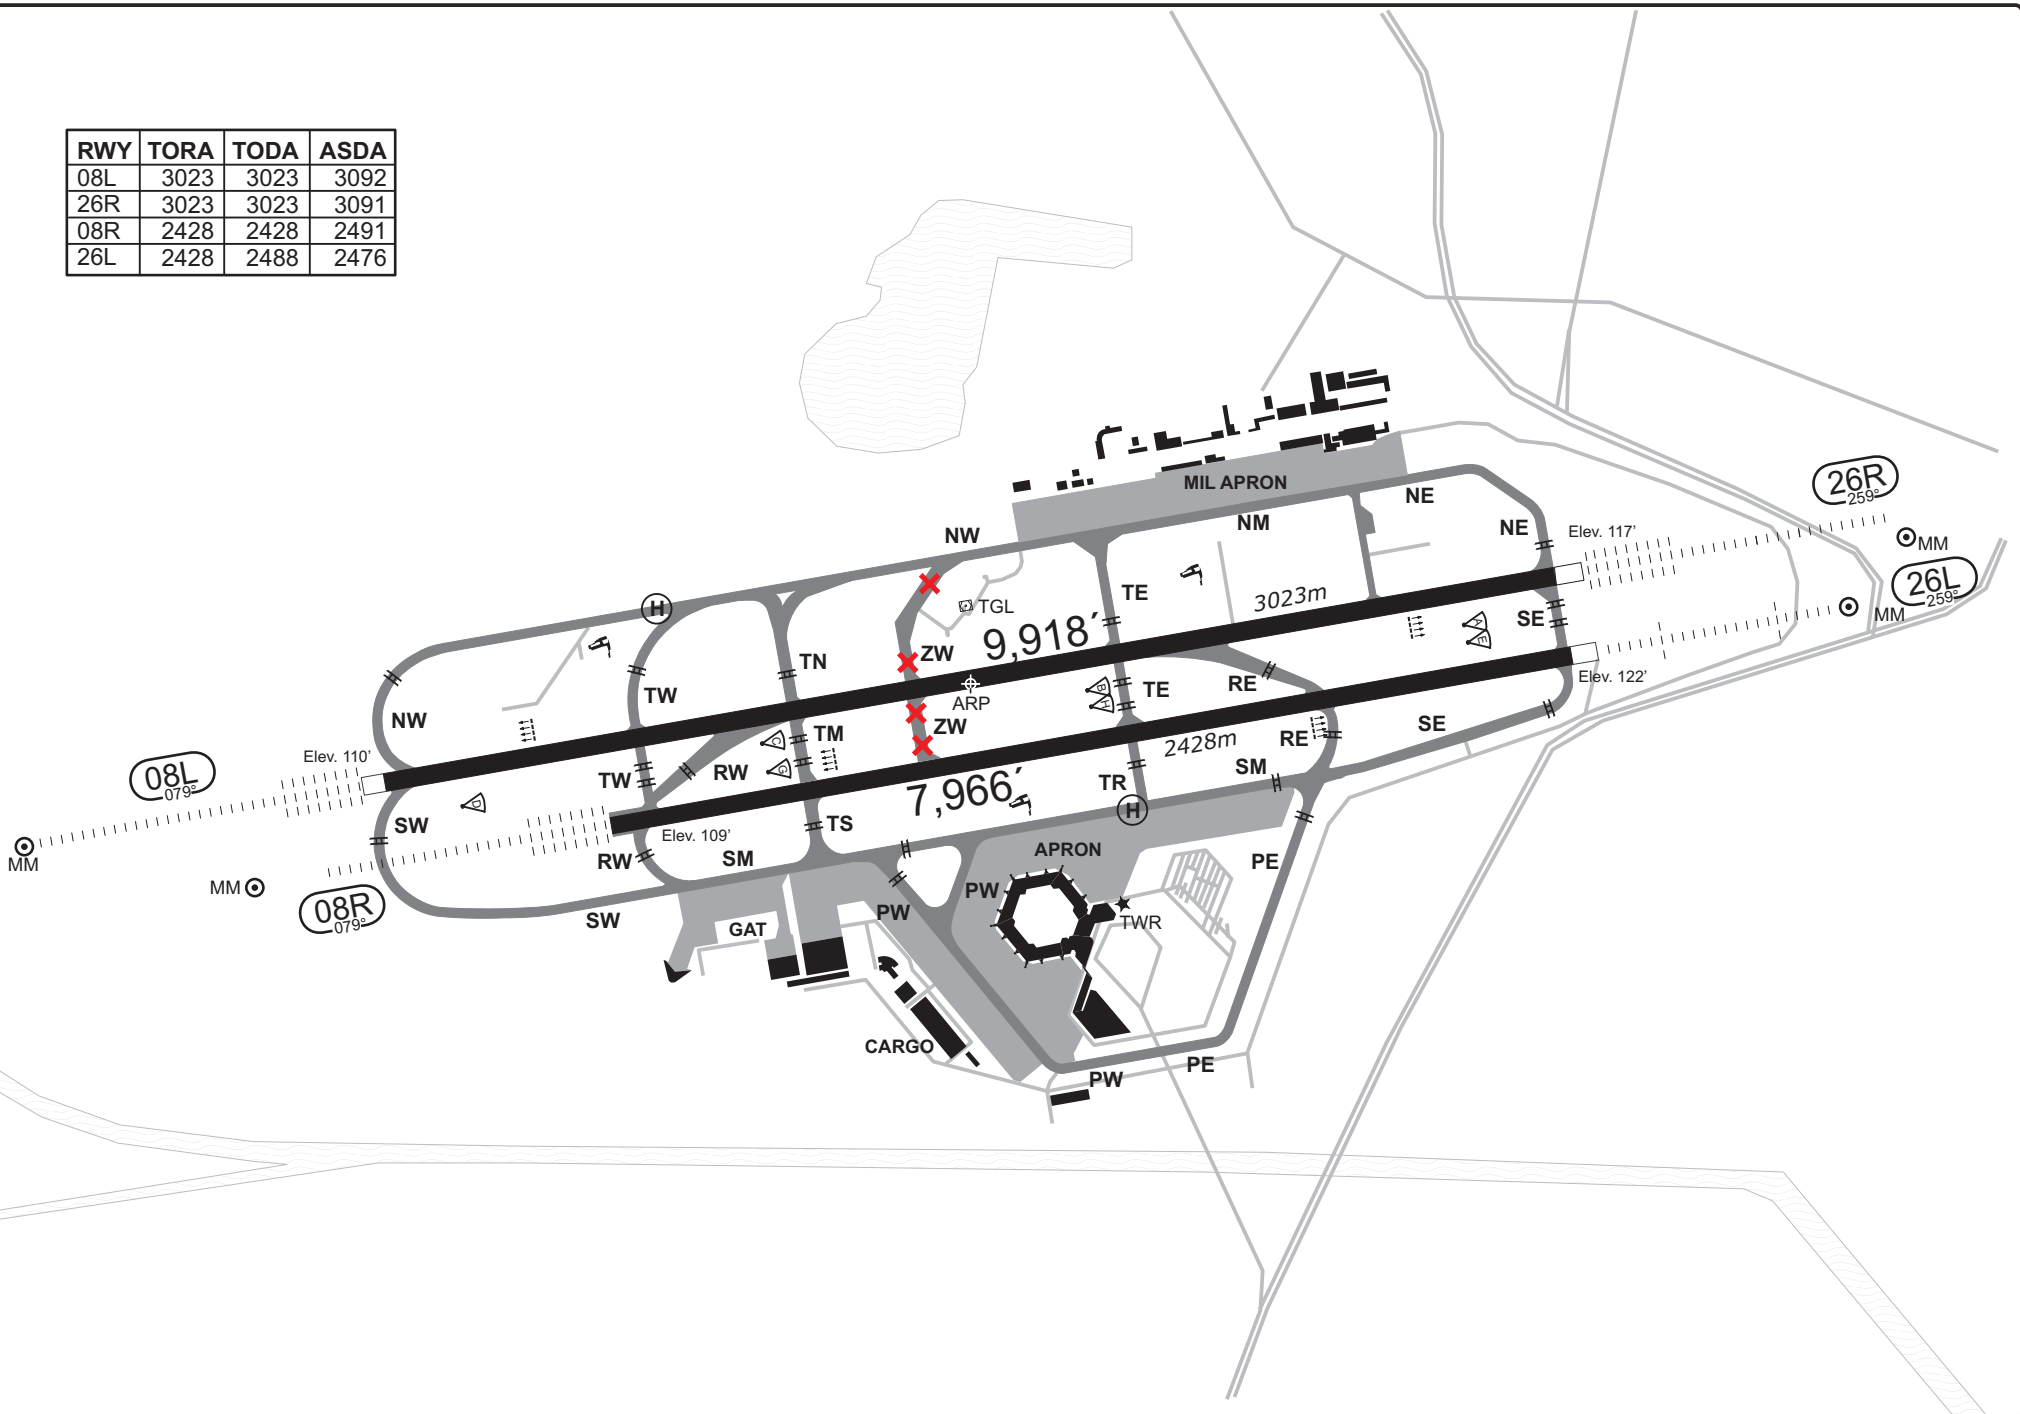 RWY TORA TODA ASDA
08L 3023 3023 3092
26R 3023 3023 3091
08R 2428 2428 2491
26L 2428 2488 2476
26R
259°
MIL APRON
NE
NW
NM
NE
Elev. 117'
MM
26L
259°
MM
H
TGL
TE
3023m
9,918´
SE
A
E
ZW
TN
TW
NW
ARP
B
H
TE
RE
Elev. 122'
ZW
TM
C
G
2428m
RE
SE
Elev. 110'
08L
079°
TW
RW
SM
TR
7,966´
H
D
SW
TS
Elev. 109'
MM
RW
SM
APRON
PE
MM
08R
079°
SW
GAT
PW
PW
TWR
CARGO
PE
PW